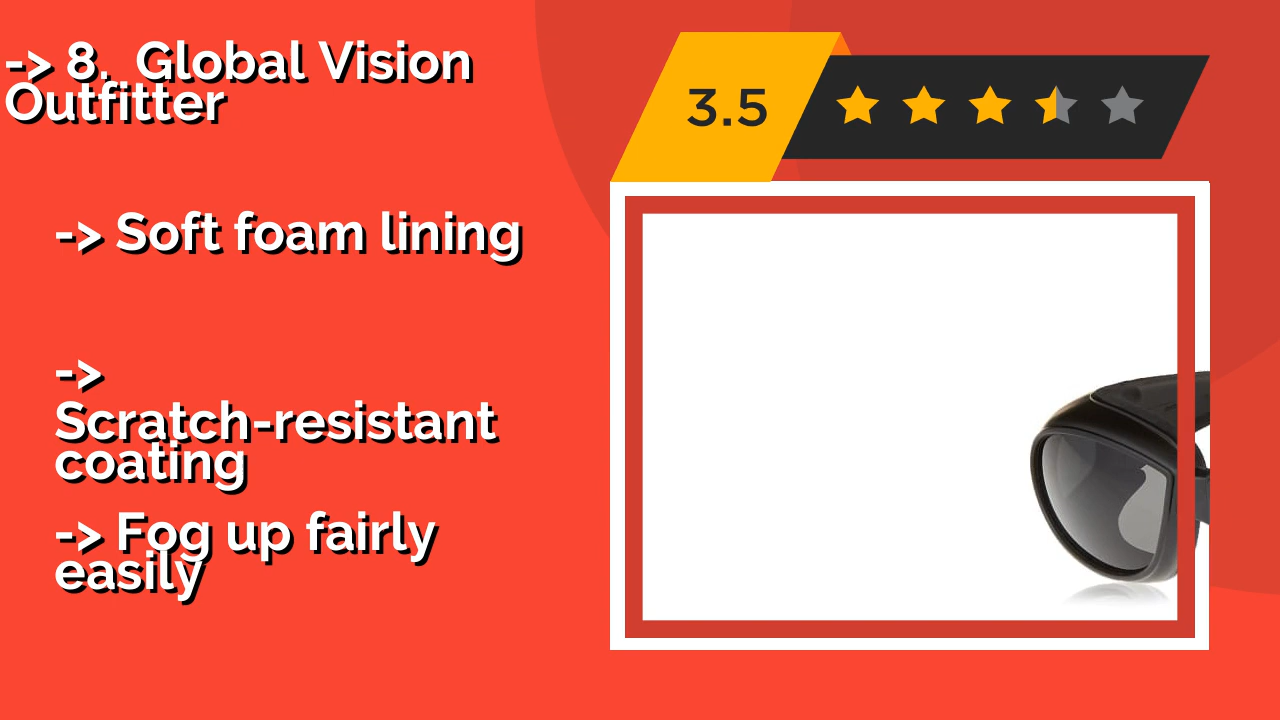 -> 8.  Global Vision
Outfitter
3.5
-> Soft foam lining
->
Scratch-resistant
coating
-> Fog up fairly
easily